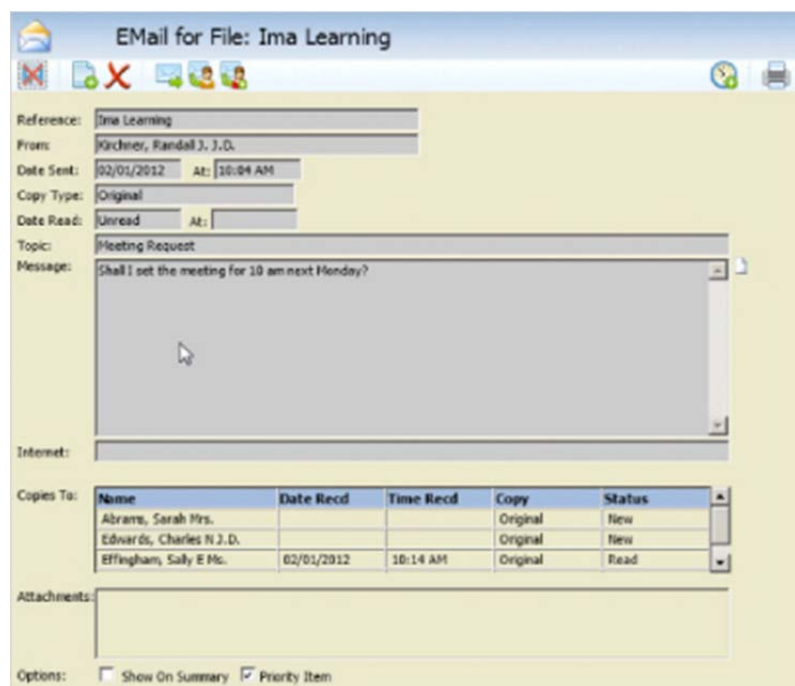 EMail for File: Ima Learning
Reference: Ima Learning
From: Kirchner, Randall J. J.D.
Date Sent: 02/01/2012 At: 10:04 AM
Copy Type: Original
Date Read: Unread At:
Topic: Meeting Request
Message: Shall I set the meeting for 10 am next Monday?
Internet:
Copies To: Name Date Recd Time Recd Copy Status
Abrams, Sarah Mrs. Original New
Edwards, Charles N J.D. Original New
Effingham, Sally E Ms. 02/01/2012 10:14 AM Original Read
Attachments:
Options: Show On Summary Priority Item